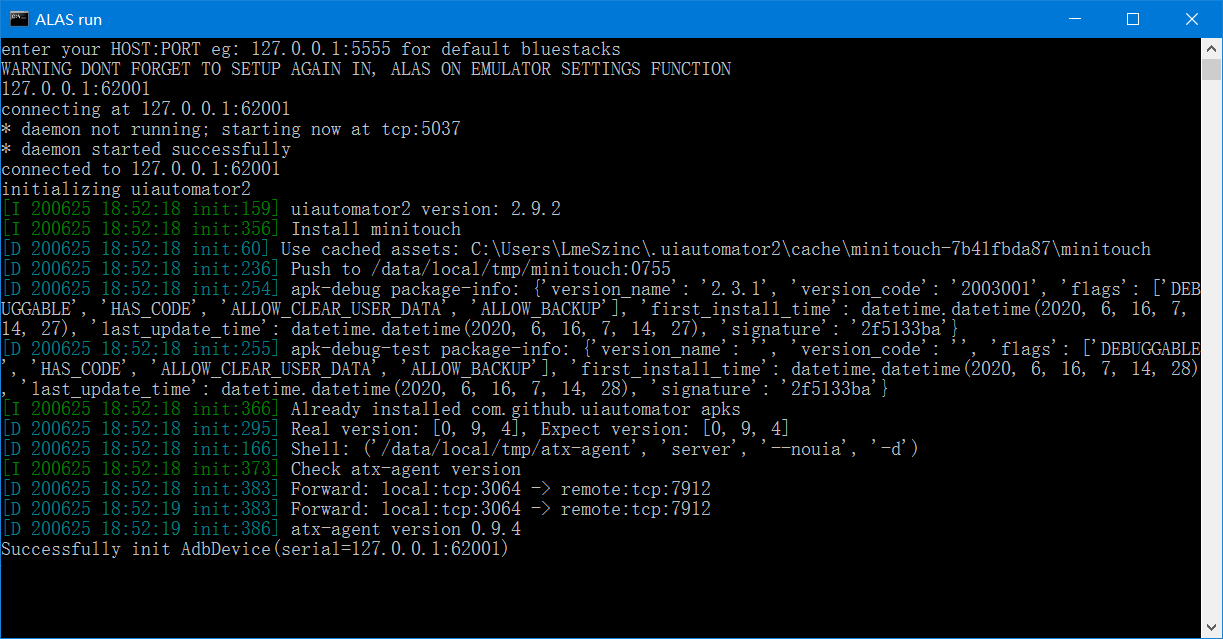 ALAS run
enter your HOST:PORT eg: 127.0.0.1:5555 for default bluestacks
WARNING DONT FORGET TO SETUP AGAIN IN, ALAS ON EMULATOR SETTINGS FUNCTION
127.0.0.1:62001
connecting at 127.0.0.1:62001
* daemon not running; starting now at tcp:5037
* daemon started successfully
connected to 127.0.0.1:62001
initializing uiautomator2
[I 200625 18:52:18 init:159] uiautomator2 version: 2.9.2
[I 200625 18:52:18 init:356] Install minitouch
[D 200625 18:52:18 init:60] Use cached assets: C:\Users\LmeSzinc\.uiautomator2\cache\minitouch-7b41fbda87\minitouch
[D 200625 18:52:18 init:236] Push to /data/local/tmp/minitouch:0755
[D 200625 18:52:18 init:254] apk-debug package-info: {'version_name': '2.3.1', 'version_code': '2003001', 'flags': ['DEB
UGGABLE', 'HAS_CODE', 'ALLOW_CLEAR_USER_DATA', 'ALLOW_BACKUP'], 'first_install_time': datetime.datetime(2020, 6, 16, 7,
14, 27), 'last_update_time': datetime.datetime(2020, 6, 16, 7, 14, 27), 'signature': '2f5133ba'}
[D 200625 18:52:18 init:255] apk-debug-test package-info: {'version_name': '', 'version_code': '', 'flags': ['DEBUGGABLE
', 'HAS_CODE', 'ALLOW_CLEAR_USER_DATA', 'ALLOW_BACKUP'], 'first_install_time': datetime.datetime(2020, 6, 16, 7, 14, 28)
, 'last_update_time': datetime.datetime(2020, 6, 16, 7, 14, 28), 'signature': '2f5133ba'}
[I 200625 18:52:18 init:366] Already installed com.github.uiautomator apks
[D 200625 18:52:18 init:295] Real version: [0, 9, 4], Expect version: [0, 9, 4]
[D 200625 18:52:18 init:166] Shell: ('/data/local/tmp/atx-agent', 'server', '--nouia', '-d')
[I 200625 18:52:18 init:373] Check atx-agent version
[D 200625 18:52:18 init:383] Forward: local:tcp:3064 -> remote:tcp:7912
[D 200625 18:52:19 init:383] Forward: local:tcp:3064 -> remote:tcp:7912
[D 200625 18:52:19 init:386] atx-agent version 0.9.4
Successfully init AdbDevice(serial=127.0.0.1:62001)